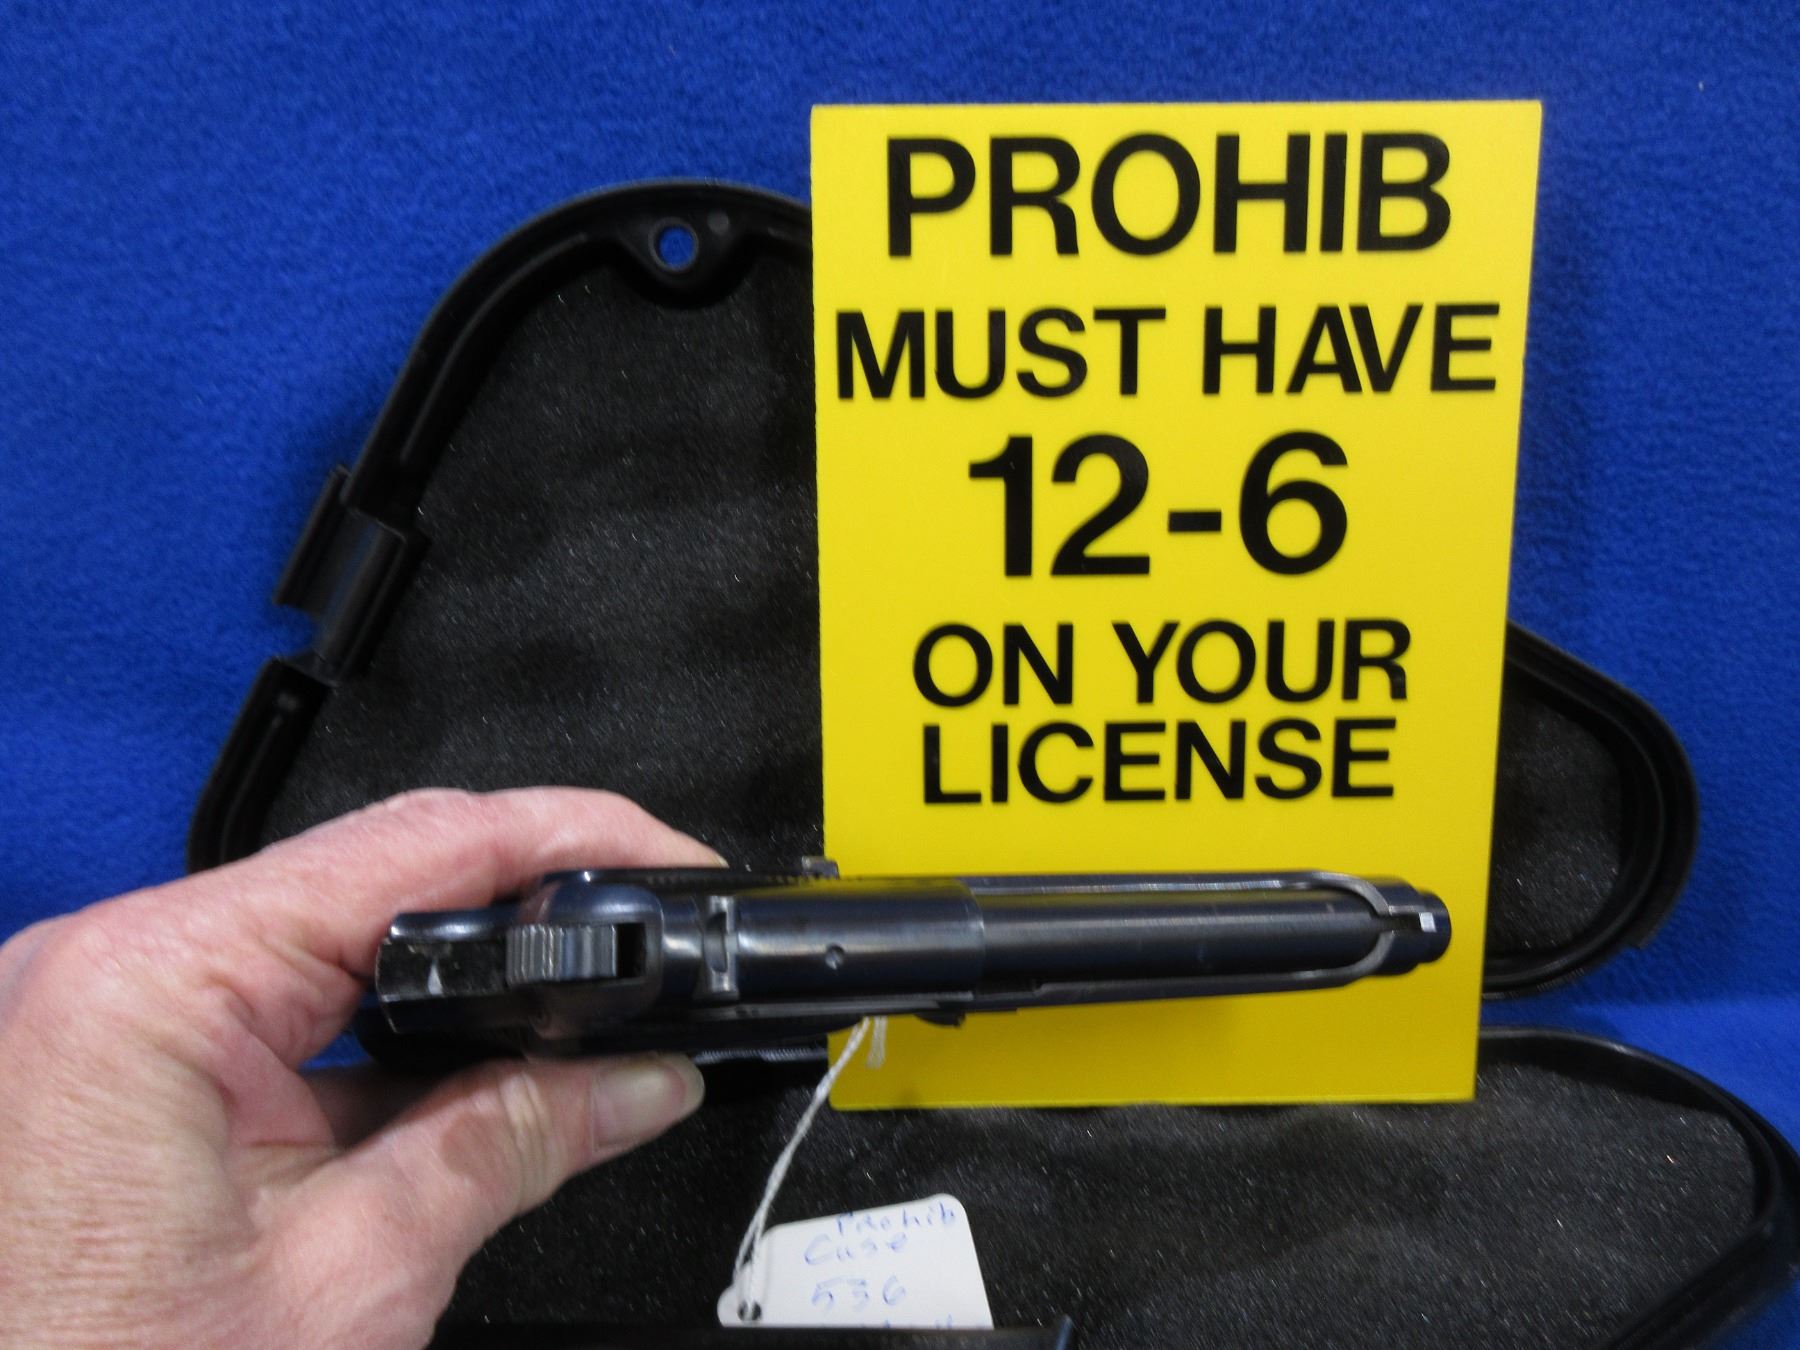 PROHIB
MUST HAVE
12-6
ON YOUR
LICENSE
Prohib
Case
536